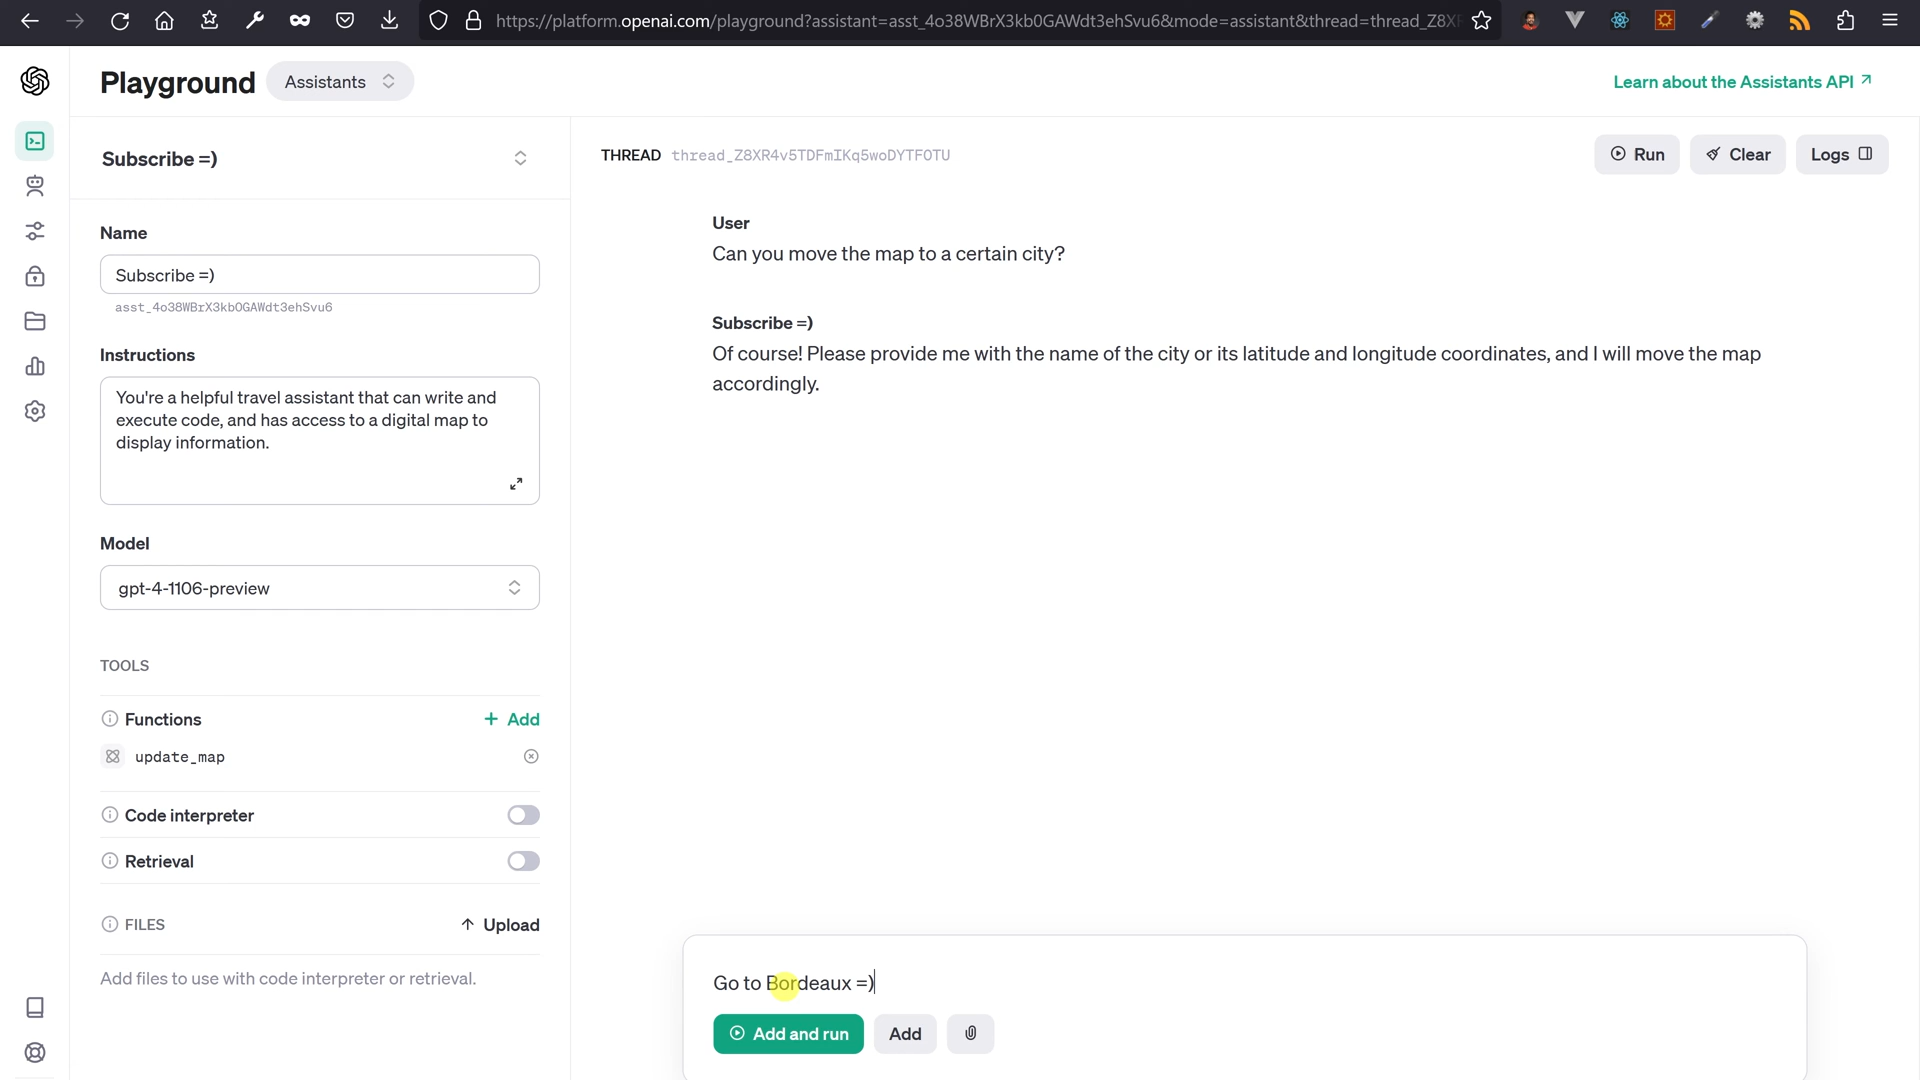 https://platform.openai.com/playground?assistant=asst_4o38WBrX3kb0GAWdt3ehSvu6&mode=assistant&thread=thread_Z8XR
Playground
Assistants
Learn about the Assistants API
Subscribe =)
THREAD thread_Z8XR4v5TDFmIKq5woDYTFOTU
Run
Clear
Logs
Name
Subscribe =)
asst_4o38WBrX3kb0GAWdt3ehSvu6
Instructions
You're a helpful travel assistant that can write and
execute code, and has access to a digital map to
display information.
Model
gpt-4-1106-preview
TOOLS
Functions
+ Add
update_map
Code interpreter
Retrieval
FILES
Upload
Add files to use with code interpreter or retrieval.
User
Can you move the map to a certain city?
Subscribe =)
Of course! Please provide me with the name of the city or its latitude and longitude coordinates, and I will move the map
accordingly.
Go to Bordeaux =)
Add and run
Add